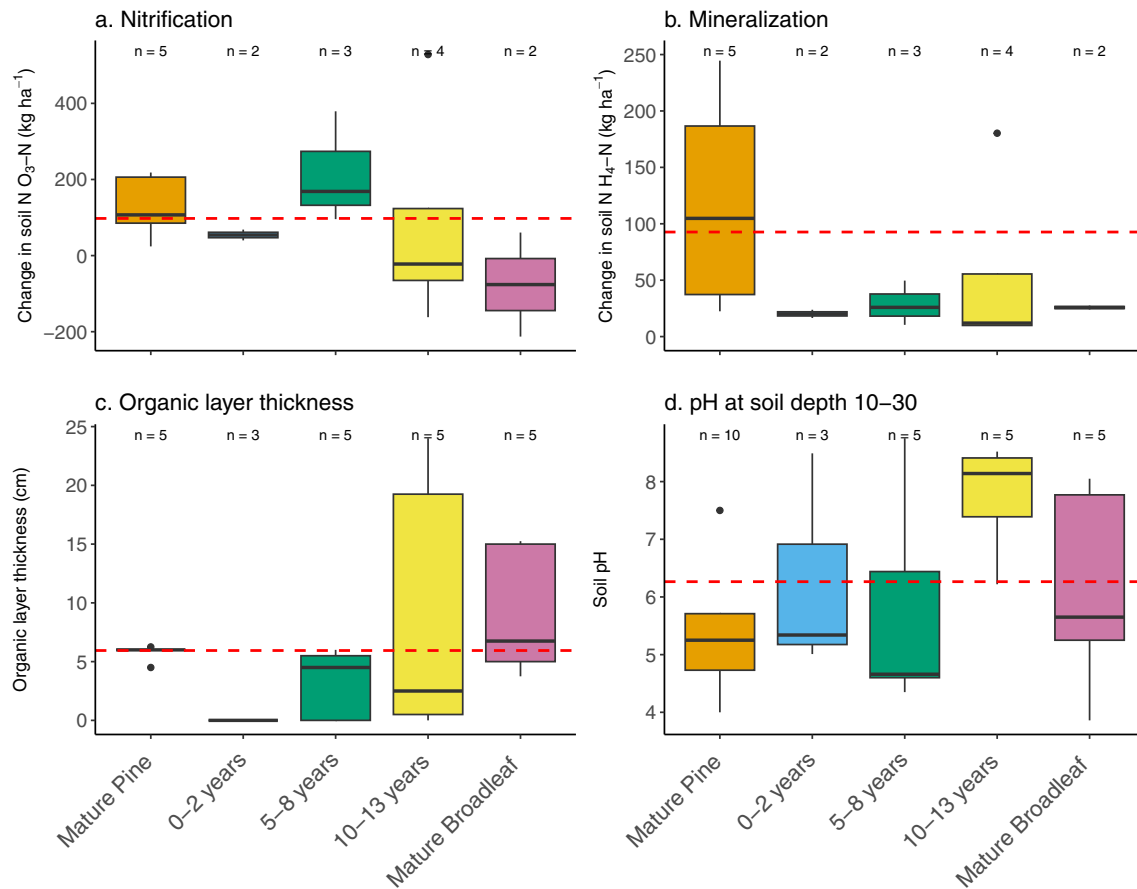 a. Nitrification
n = 5 n = 2 n = 3 n = 4 n = 2
400
200
0
−200
Change in soil N O₃−N (kg ha⁻¹)
b. Mineralization
n = 5 n = 2 n = 3 n = 4 n = 2
250
200
150
100
50
0
Change in soil N H₄−N (kg ha⁻¹)
c. Organic layer thickness
n = 5 n = 3 n = 5 n = 5 n = 5
25
20
15
10
5
0
Organic layer thickness (cm)
Mature Pine
0−2 years
5−8 years
10−13 years
Mature Broadleaf
d. pH at soil depth 10−30
n = 10 n = 3 n = 5 n = 5 n = 5
8
7
6
5
4
Soil pH
Mature Pine
0−2 years
5−8 years
10−13 years
Mature Broadleaf